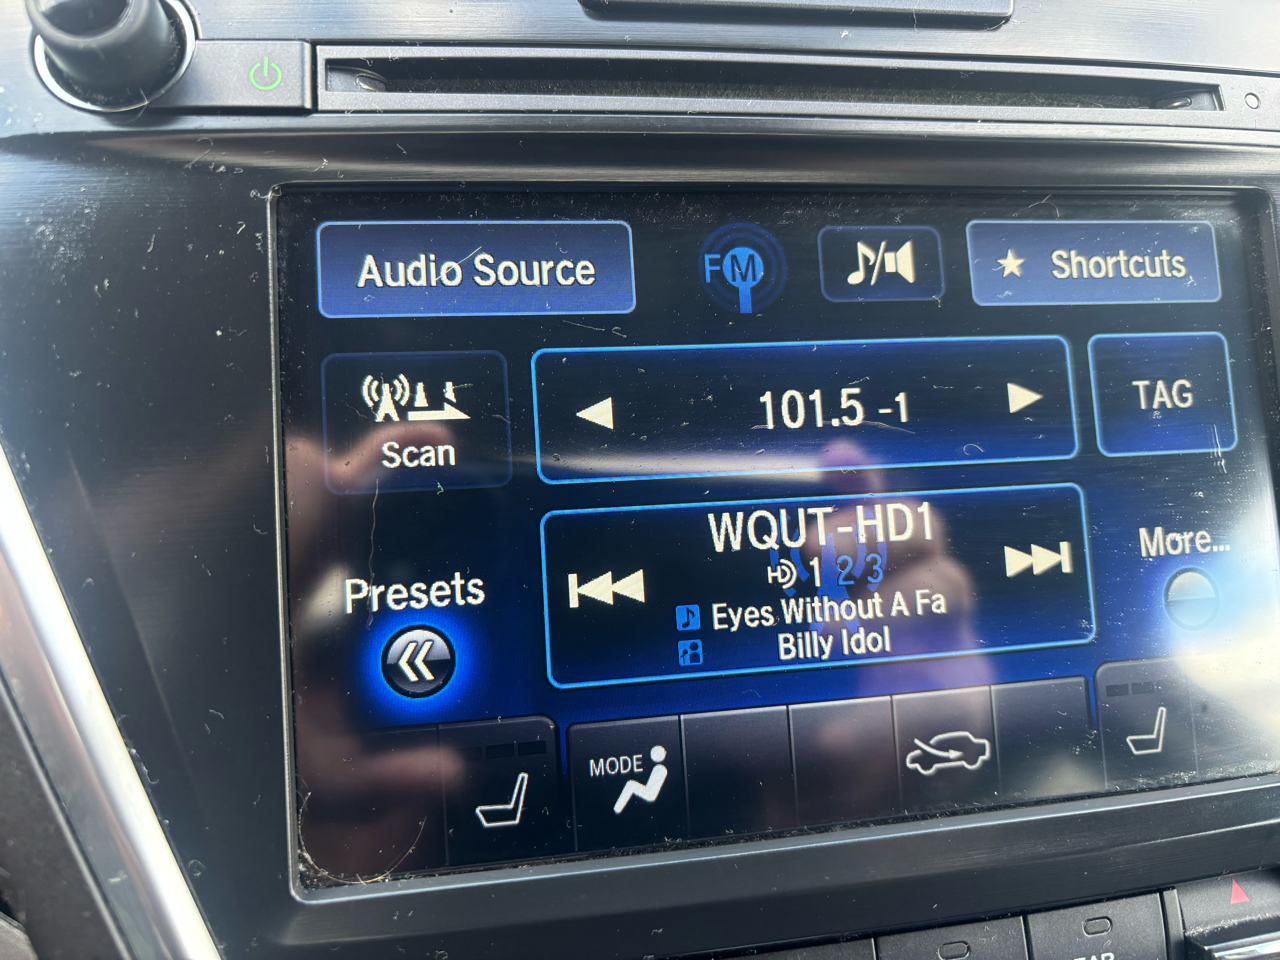 Audio Source
FM
Shortcuts
Scan
101.5 -1
TAG
WQUT-HD1
HD 1 2 3
Eyes Without A Fa
Billy Idol
Presets
More...
MODE